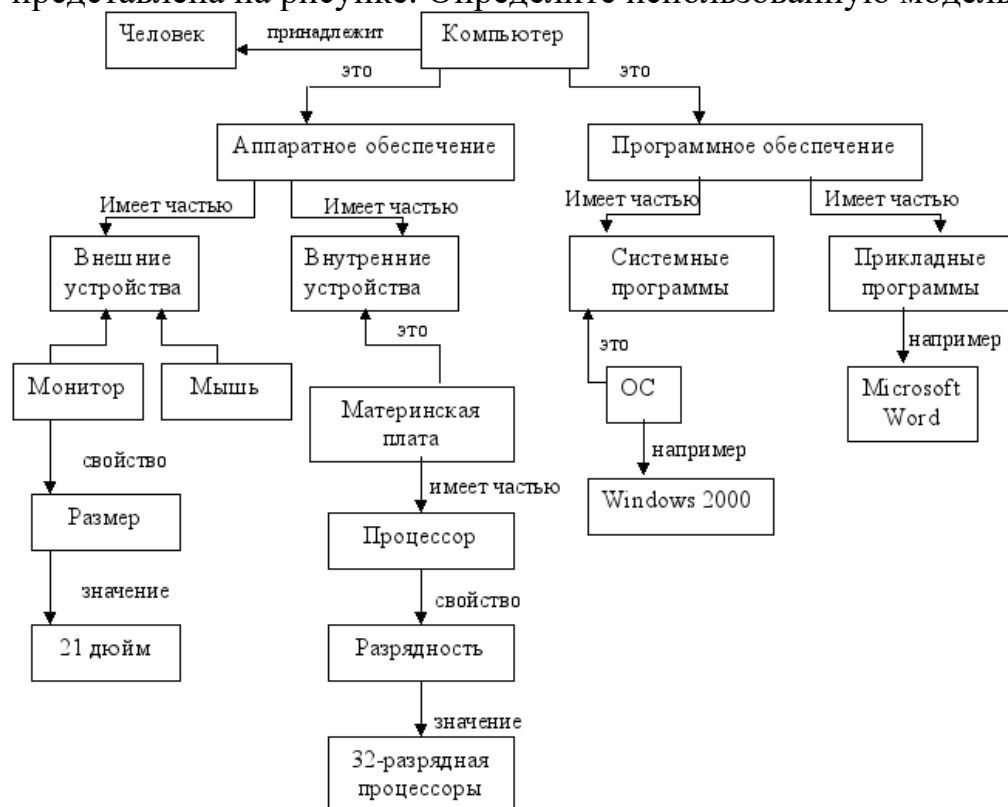 представлена на рисунке. Определите использованную модель
Человек
принадлежит
Компьютер
это
это
Аппаратное обеспечение
Программное обеспечение
Имеет частью
Имеет частью
Имеет частью
Имеет частью
Внешние
устройства
Внутренние
устройства
Системные
программы
Прикладные
программы
это
это
например
Монитор
Мышь
Материнская
плата
ОС
Microsoft
Word
свойство
имеет частью
например
Размер
Процессор
Windows 2000
значение
свойство
21 дюйм
Разрядность
значение
32-разрядная
процессоры